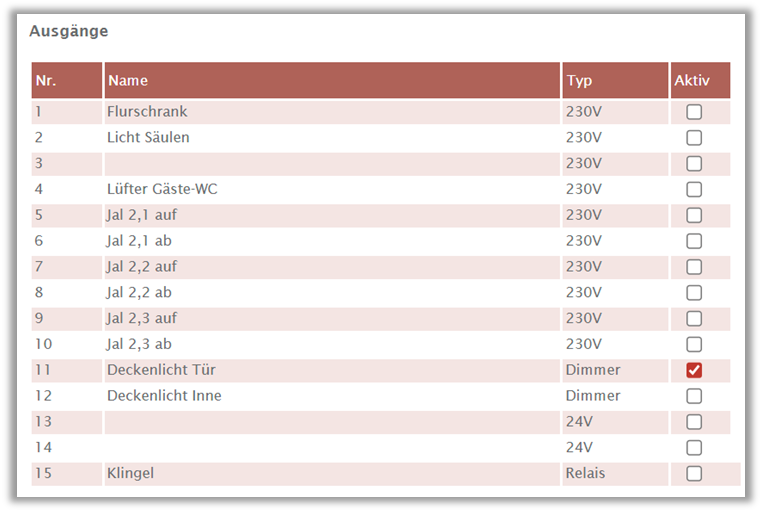 Ausgänge
Nr. Name Typ Aktiv
1 Flurschrank 230V
2 Licht Säulen 230V
3 230V
4 Lüfter Gäste-WC 230V
5 Jal 2,1 auf 230V
6 Jal 2,1 ab 230V
7 Jal 2,2 auf 230V
8 Jal 2,2 ab 230V
9 Jal 2,3 auf 230V
10 Jal 2,3 ab 230V
11 Deckenlicht Tür Dimmer
12 Deckenlicht Inne Dimmer
13 24V
14 24V
15 Klingel Relais